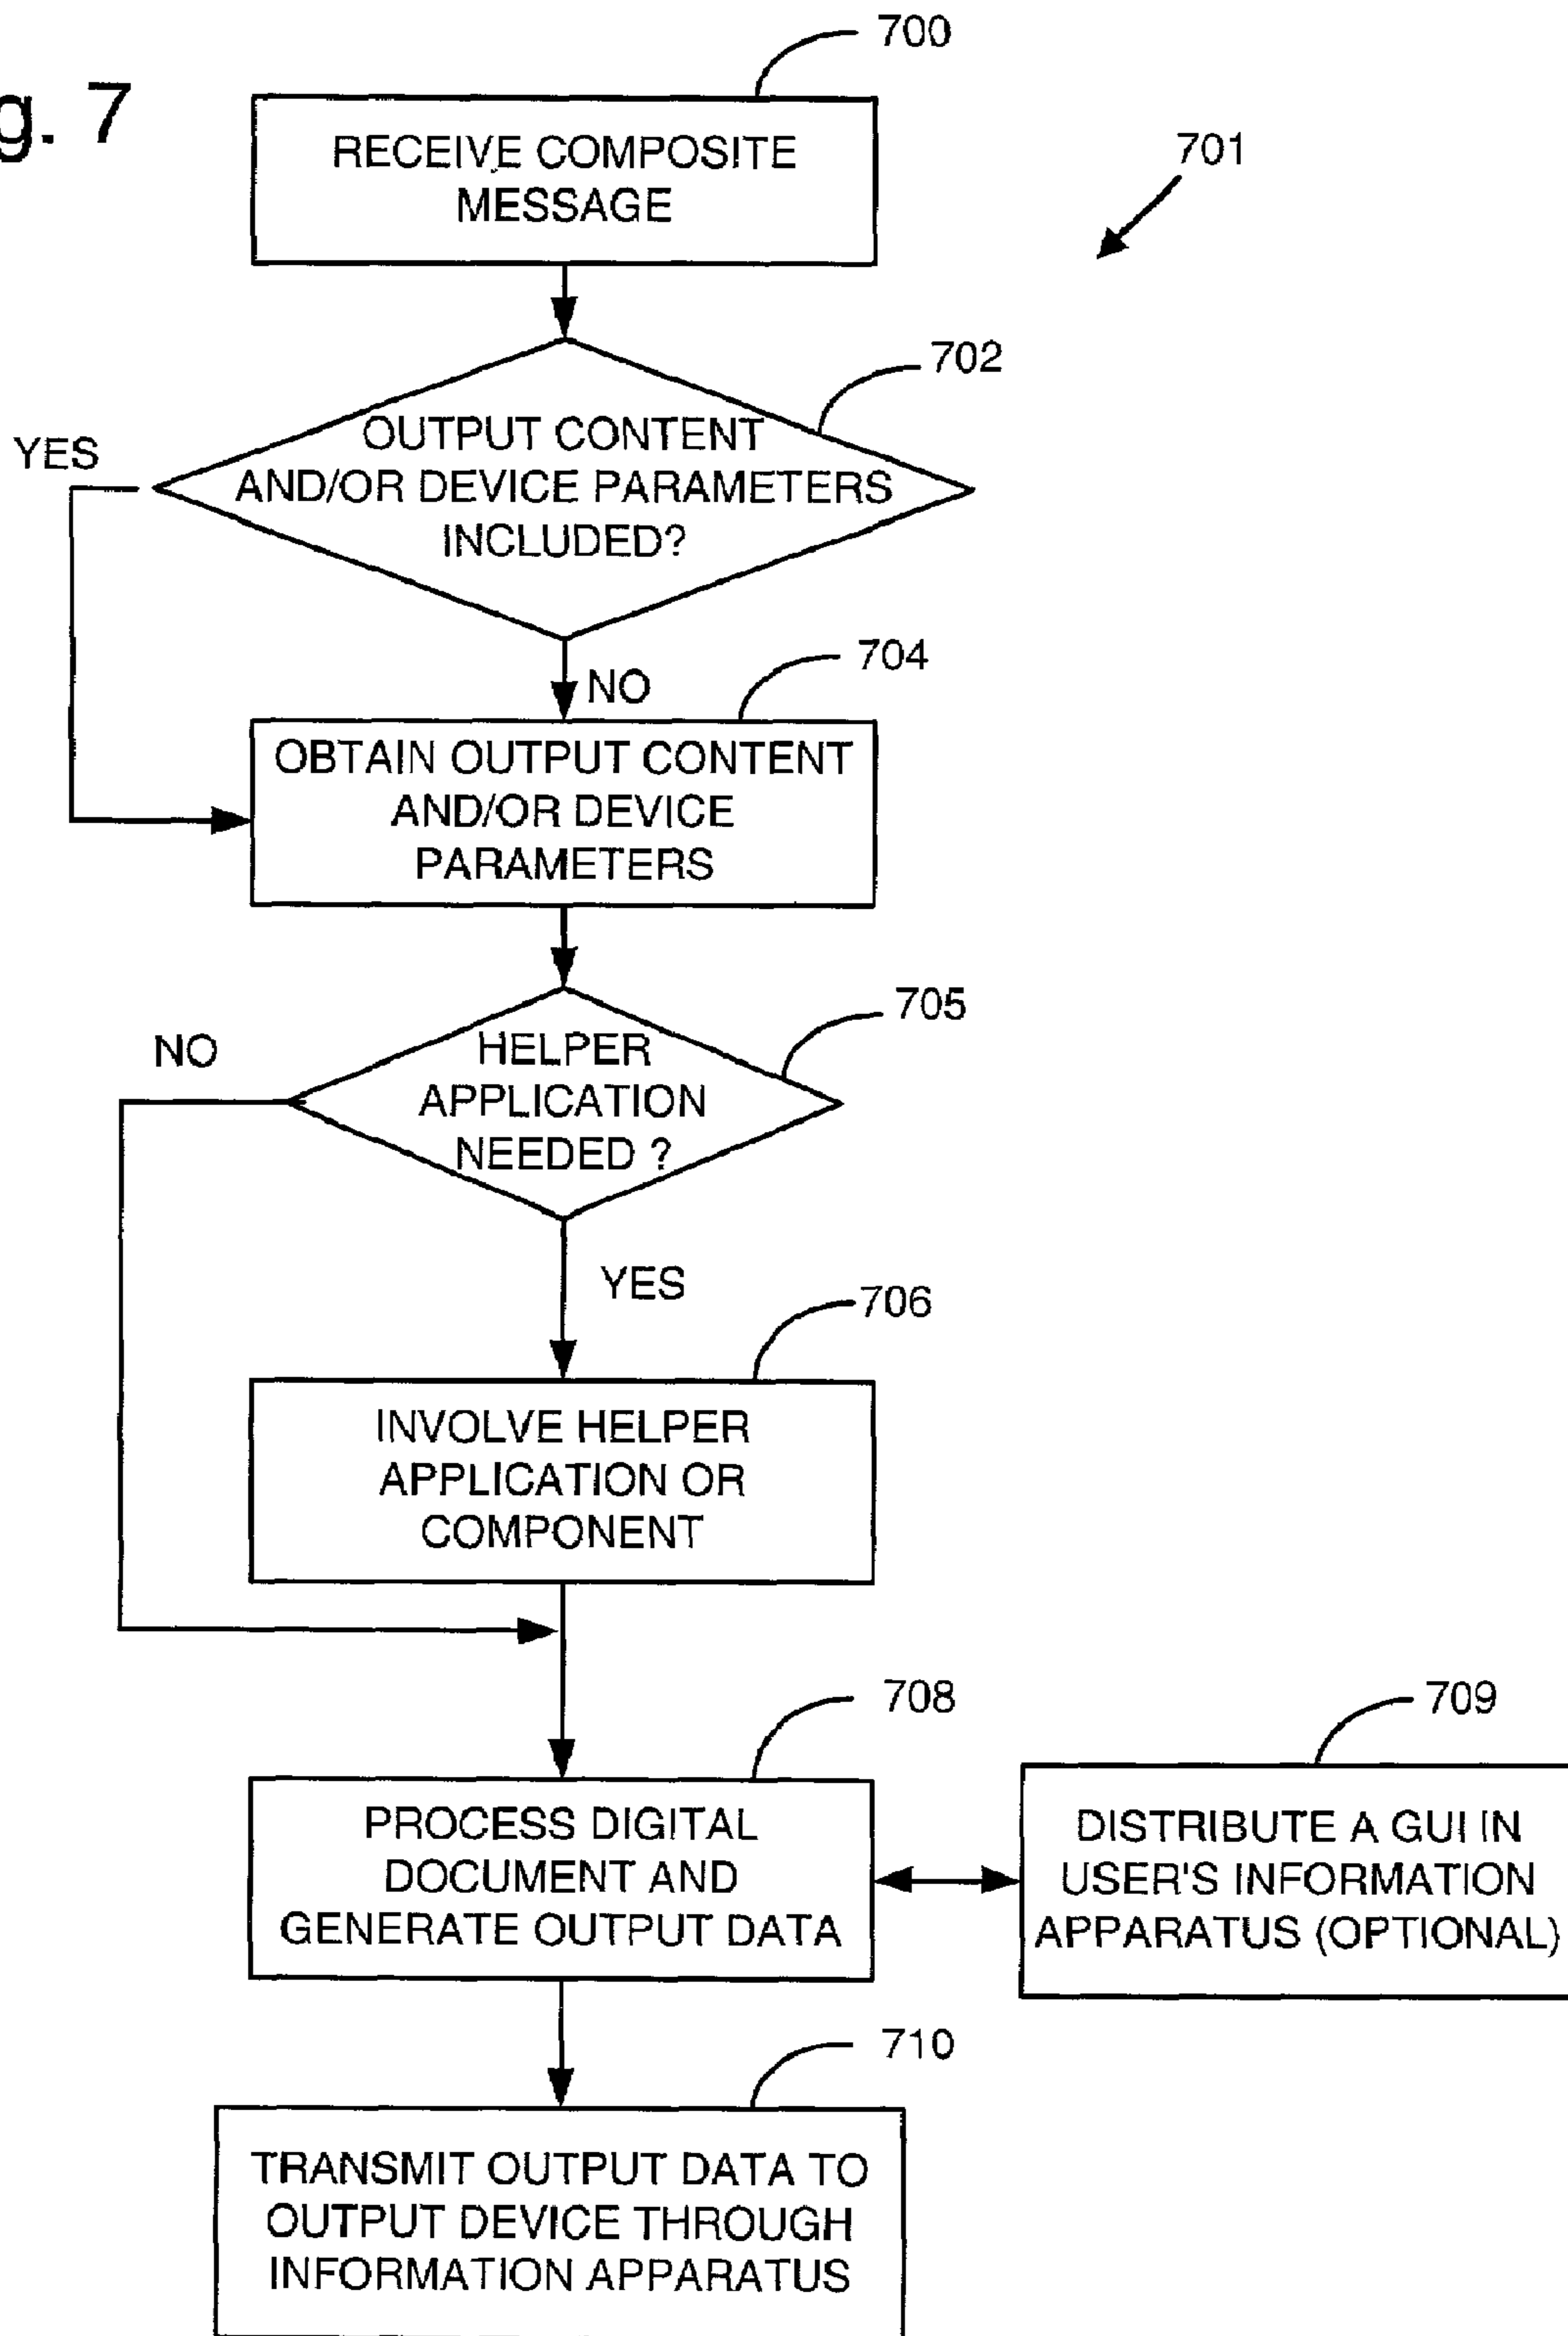 g. 7
700
RECEIVE COMPOSITE
MESSAGE
701
702
OUTPUT CONTENT
AND/OR DEVICE PARAMETERS
INCLUDED?
YES
NO
704
OBTAIN OUTPUT CONTENT
AND/OR DEVICE
PARAMETERS
705
HELPER
APPLICATION
NEEDED ?
NO
YES
706
INVOLVE HELPER
APPLICATION OR
COMPONENT
708
PROCESS DIGITAL
DOCUMENT AND
GENERATE OUTPUT DATA
709
DISTRIBUTE A GUI IN
USER'S INFORMATION
APPARATUS (OPTIONAL)
710
TRANSMIT OUTPUT DATA TO
OUTPUT DEVICE THROUGH
INFORMATION APPARATUS